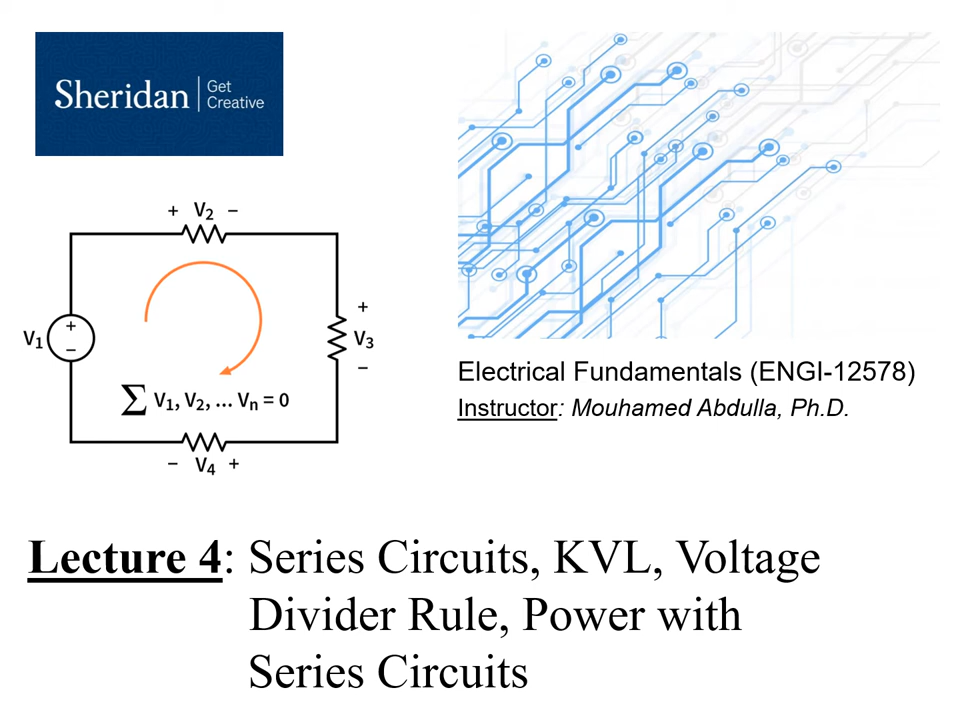 Sheridan | Get
Creative
+ V₂ −
+
V₁
−
+
V₃
−
∑ V₁, V₂, ... Vₙ = 0
− V₄ +
Electrical Fundamentals (ENGI-12578)
Instructor: Mouhamed Abdulla, Ph.D.
Lecture 4: Series Circuits, KVL, Voltage
Divider Rule, Power with
Series Circuits